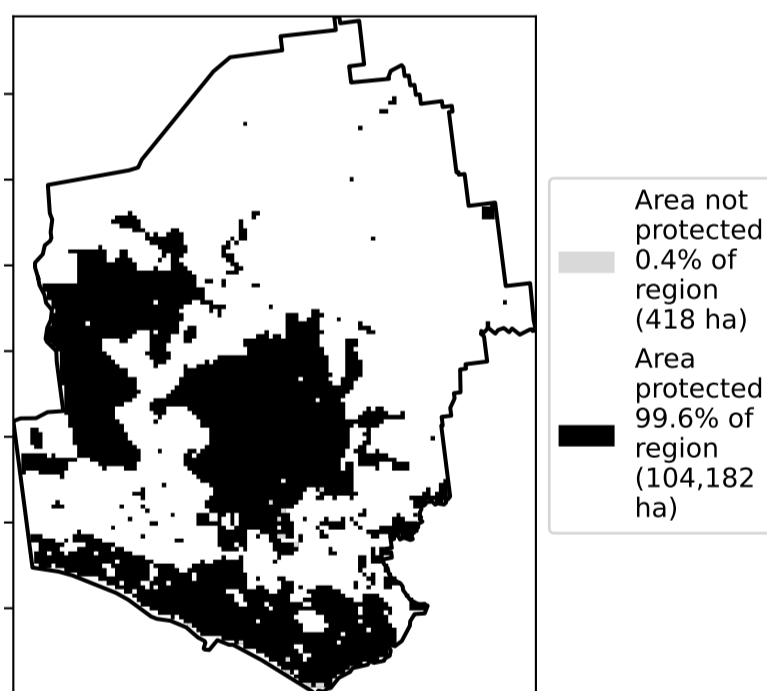 Area not
protected
0.4% of
region
(418 ha)
Area
protected
99.6% of
region
(104,182
ha)